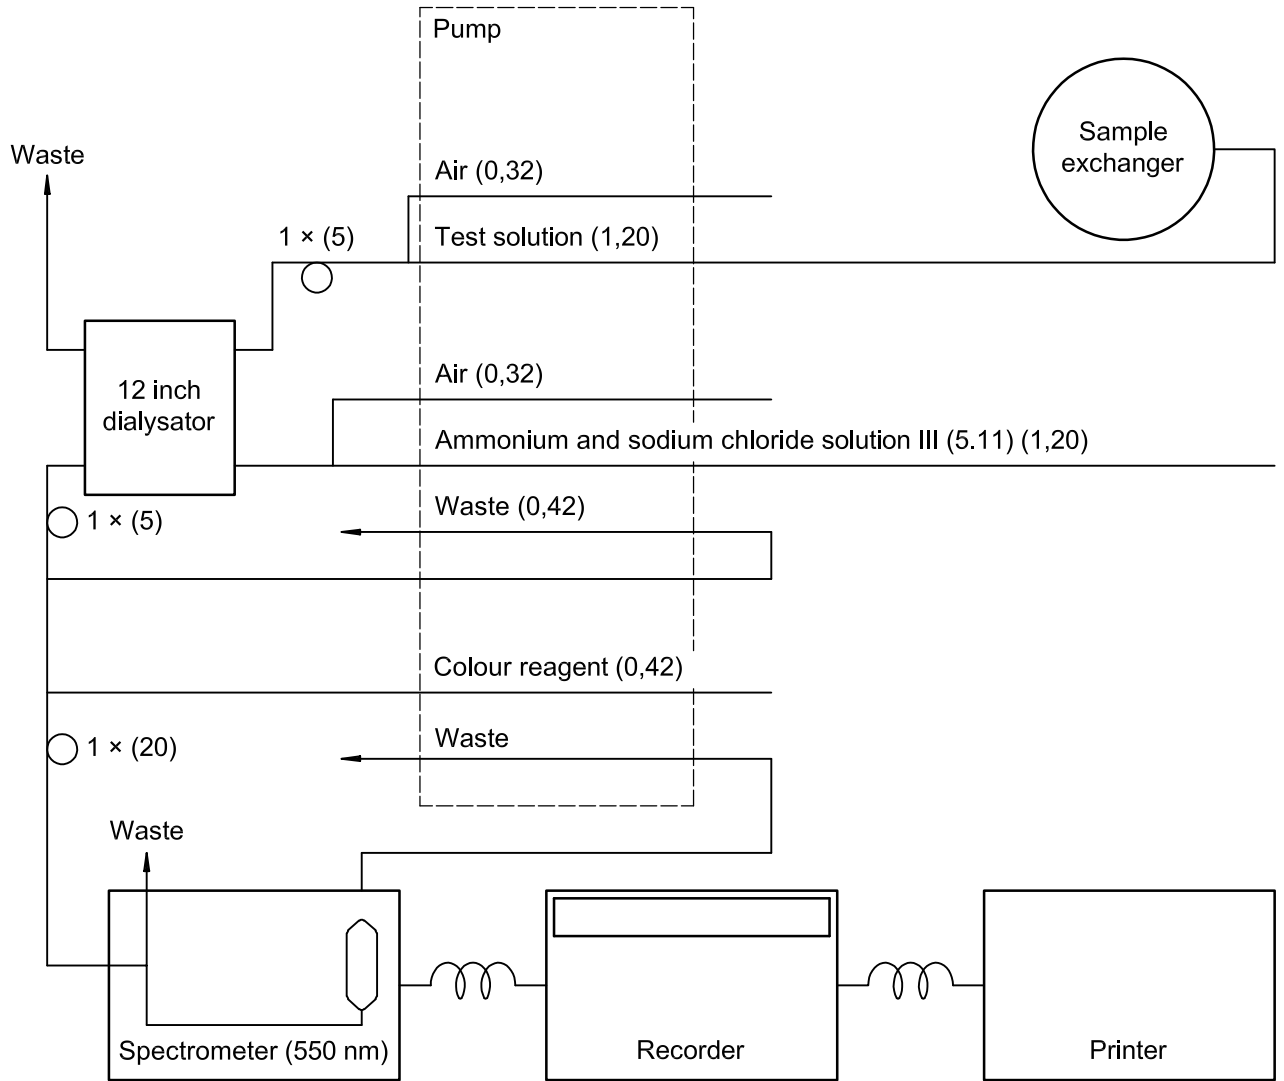 Pump
Sample
exchanger
Waste
Air (0,32)
1 × (5)
Test solution (1,20)
12 inch
dialysator
Air (0,32)
Ammonium and sodium chloride solution III (5.11) (1,20)
1 × (5)
Waste (0,42)
Colour reagent (0,42)
1 × (20)
Waste
Waste
Spectrometer (550 nm)
Recorder
Printer